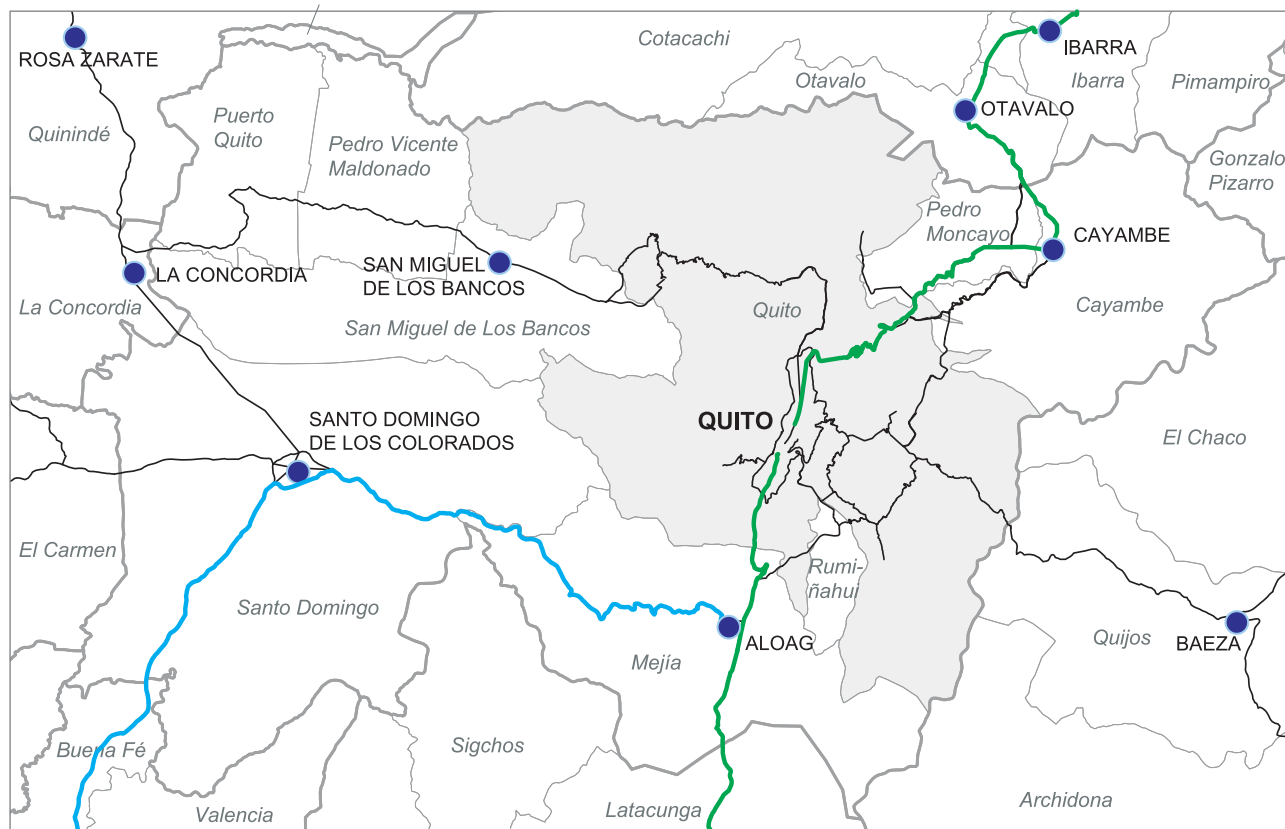 Cotacachi
IBARRA
ROSA ZARATE
Otavalo
Ibarra
Pimampiro
Puerto
Quito
OTAVALO
Quinindé
Pedro Vicente
Maldonado
Gonzalo
Pizarro
Pedro
Moncayo
CAYAMBE
LA CONCORDIA
SAN MIGUEL
DE LOS BANCOS
La Concordia
San Miguel de Los Bancos
Quito
Cayambe
SANTO DOMINGO
DE LOS COLORADOS
QUITO
El Chaco
El Carmen
Rumi-
ñahui
Santo Domingo
Mejía
ALOAG
Quijos
BAEZA
Buena Fé
Sigchos
Valencia
Latacunga
Archidona